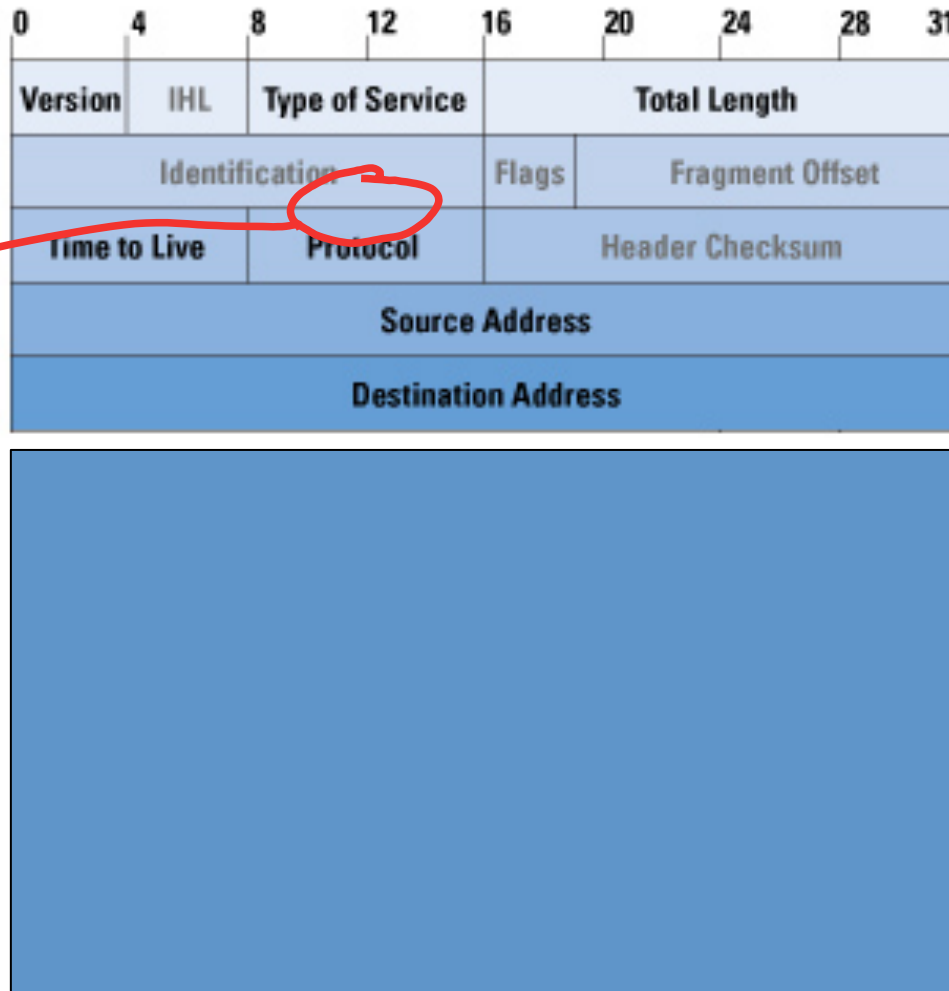 0 4 8 12 16 20 24 28 31
Version IHL Type of Service Total Length
Identification Flags Fragment Offset
Time to Live Protocol Header Checksum
Source Address
Destination Address